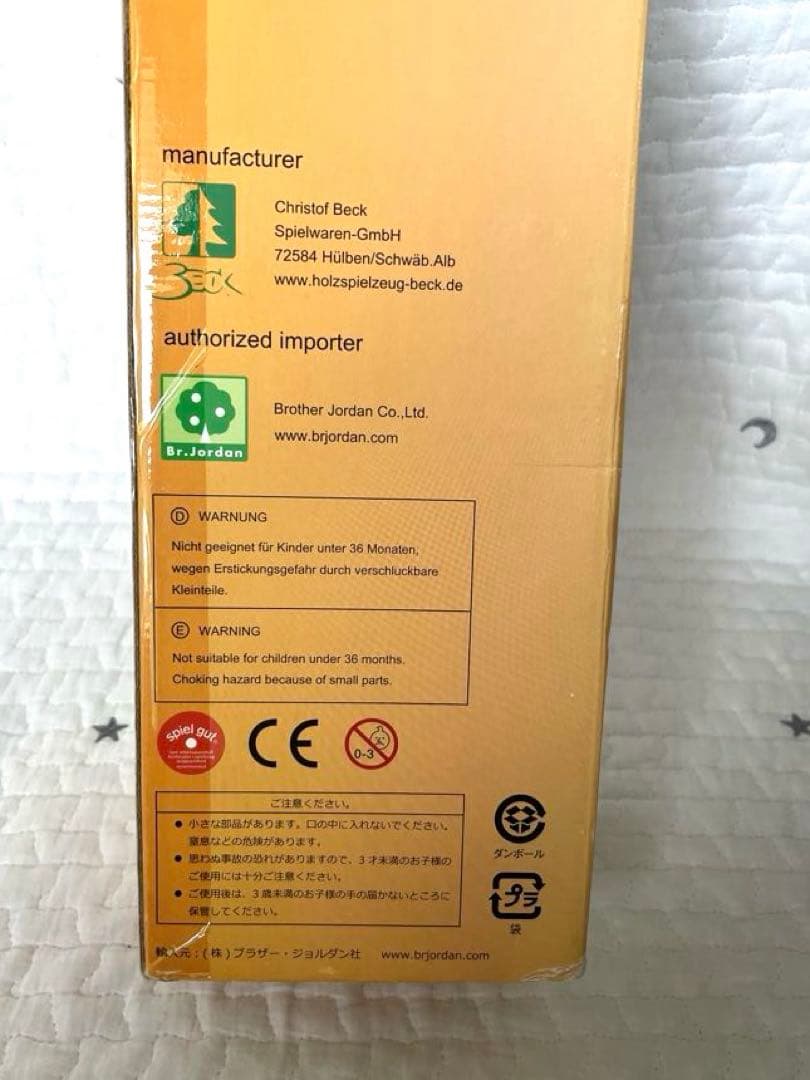 manufacturer
Beck
Christof Beck
Spielwaren-GmbH
72584 Hülben/Schwäb.Alb
www.holzspielzeug-beck.de
authorized importer
Br.Jordan
Brother Jordan Co.,Ltd.
www.brjordan.com
D WARNUNG
Nicht geeignet für Kinder unter 36 Monaten,
wegen Erstickungsgefahr durch verschluckbare
Kleinteile.
E WARNING
Not suitable for children under 36 months.
Choking hazard because of small parts.
spiel gut
CE
0-3
ご注意ください。
● 小さな部品があります。口の中に入れないでください。
窒息などの危険があります。
● 思わぬ事故の恐れがありますので、3才未満のお子様の
ご使用には十分ご注意ください。
● ご使用後は、3歳未満のお子様の手の届かないところに
保管してください。
ダンボール
プラ
袋
輸入元:(株)ブラザー・ジョルダン社 www.brjordan.com